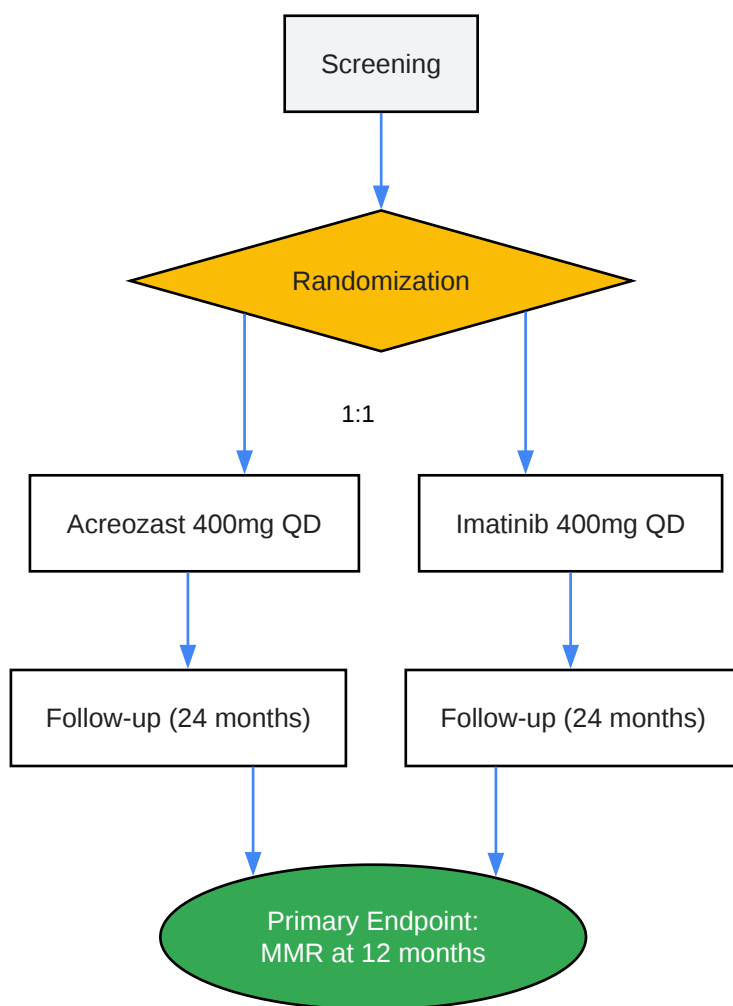 Screening
Randomization
1:1
Acreozast 400mg QD
Imatinib 400mg QD
Follow-up (24 months)
Follow-up (24 months)
Primary Endpoint:
MMR at 12 months